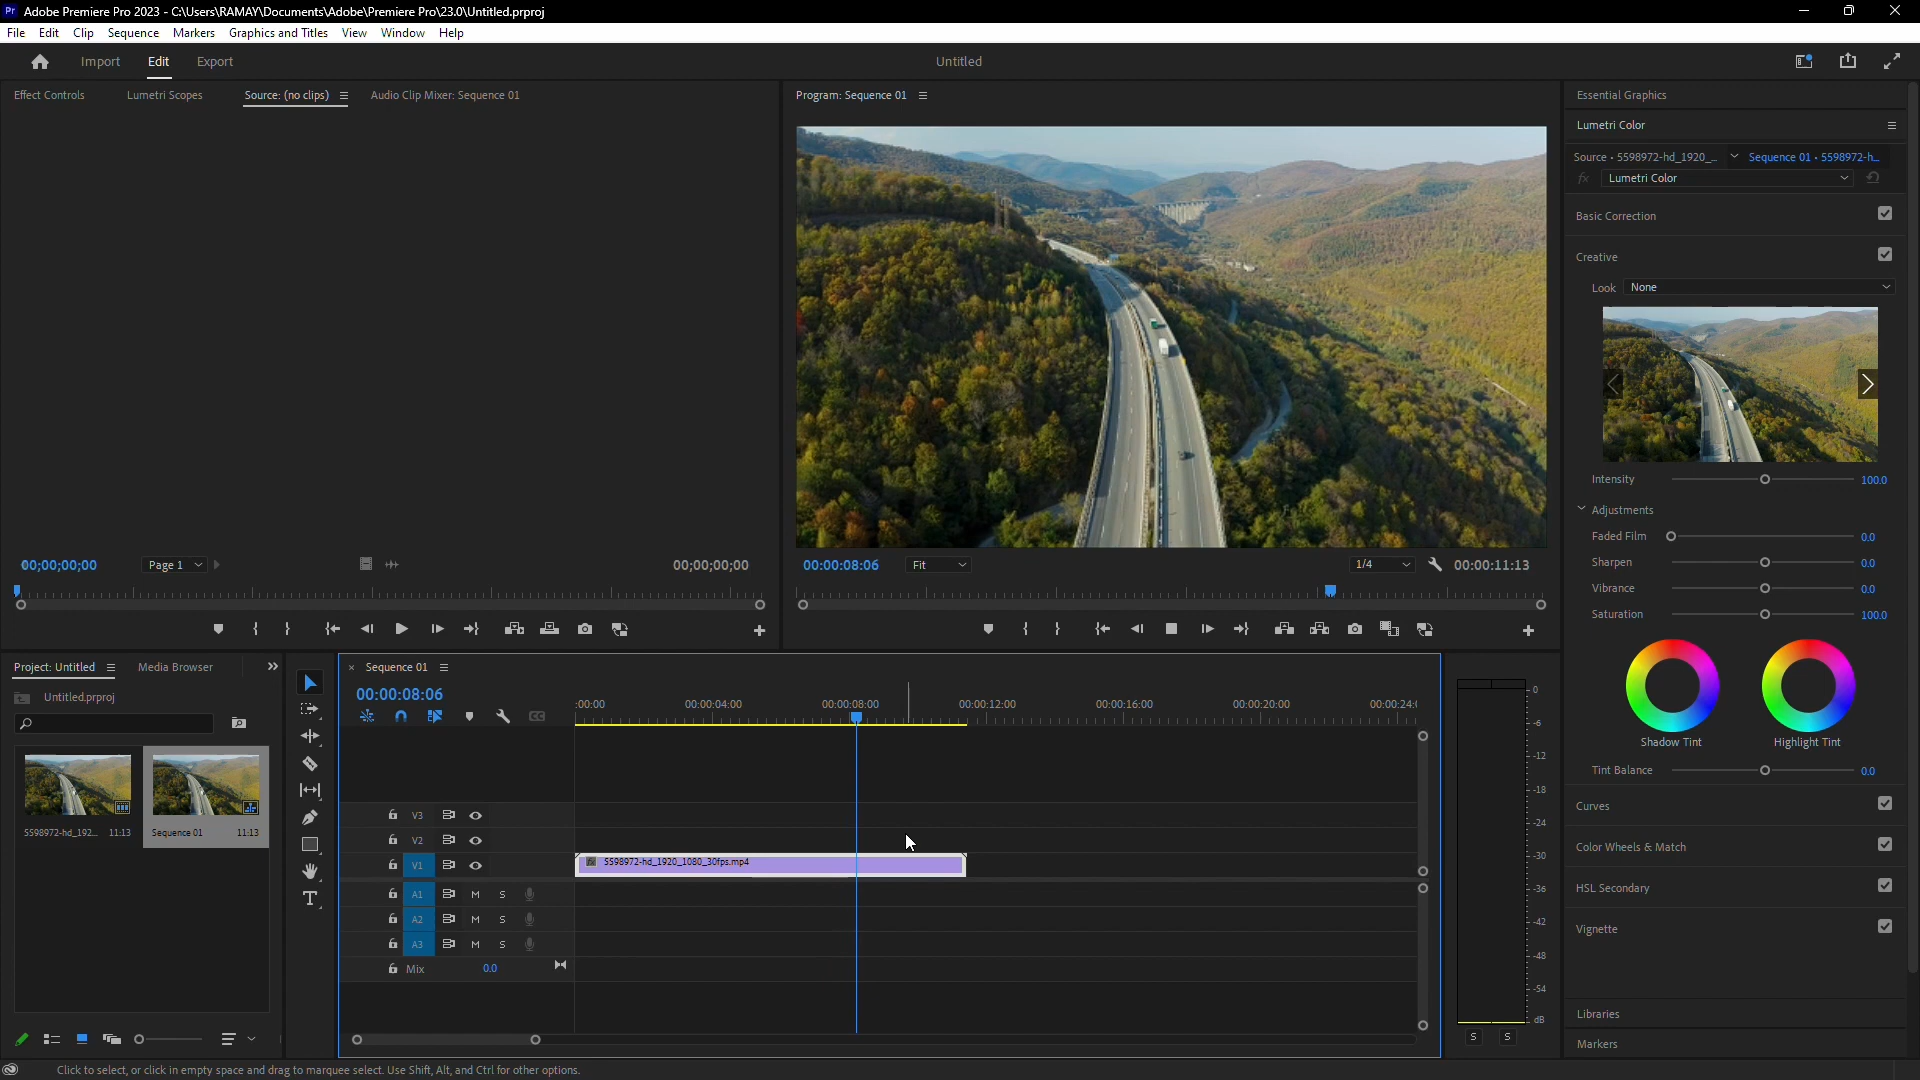 Pr Adobe Premiere Pro 2023 - C:\Users\RAMAY\Documents\Adobe\Premiere Pro\23.0\Untitled.prproj
File Edit Clip Sequence Markers Graphics and Titles View Window Help
Import Edit Export Untitled
Effect Controls Lumetri Scopes Source: (no clips) Audio Clip Mixer: Sequence 01
Program: Sequence 01
Essential Graphics
Lumetri Color
Source • 5598972-hd_1920_... Sequence 01 • 5598972-h...
fx Lumetri Color
Basic Correction
Creative
Look None
Intensity 100.0
Adjustments
Faded Film 0.0
Sharpen 0.0
Vibrance 0.0
Saturation 100.0
Shadow Tint Highlight Tint
Tint Balance 0.0
Curves
Color Wheels & Match
HSL Secondary
Vignette
Libraries
Markers
00;00;00;00 Page 1 00;00;00;00
00:00:08:06 Fit 1/4 00:00:11:13
Project: Untitled Media Browser
Untitled.prproj
5598972-hd_192... 11:13 Sequence 01 11:13
× Sequence 01
00:00:08:06
:00:00 00:00:04:00 00:00:08:00 00:00:12:00 00:00:16:00 00:00:20:00 00:00:24:
V3
V2
V1 fx 5598972-hd_1920_1080_30fps.mp4
A1 M S
A2 M S
A3 M S
Mix 0.0
0
-6
-12
-18
-24
-30
-36
-42
-48
-54
dB
S S
Click to select, or click in empty space and drag to marquee select. Use Shift, Alt, and Ctrl for other options.